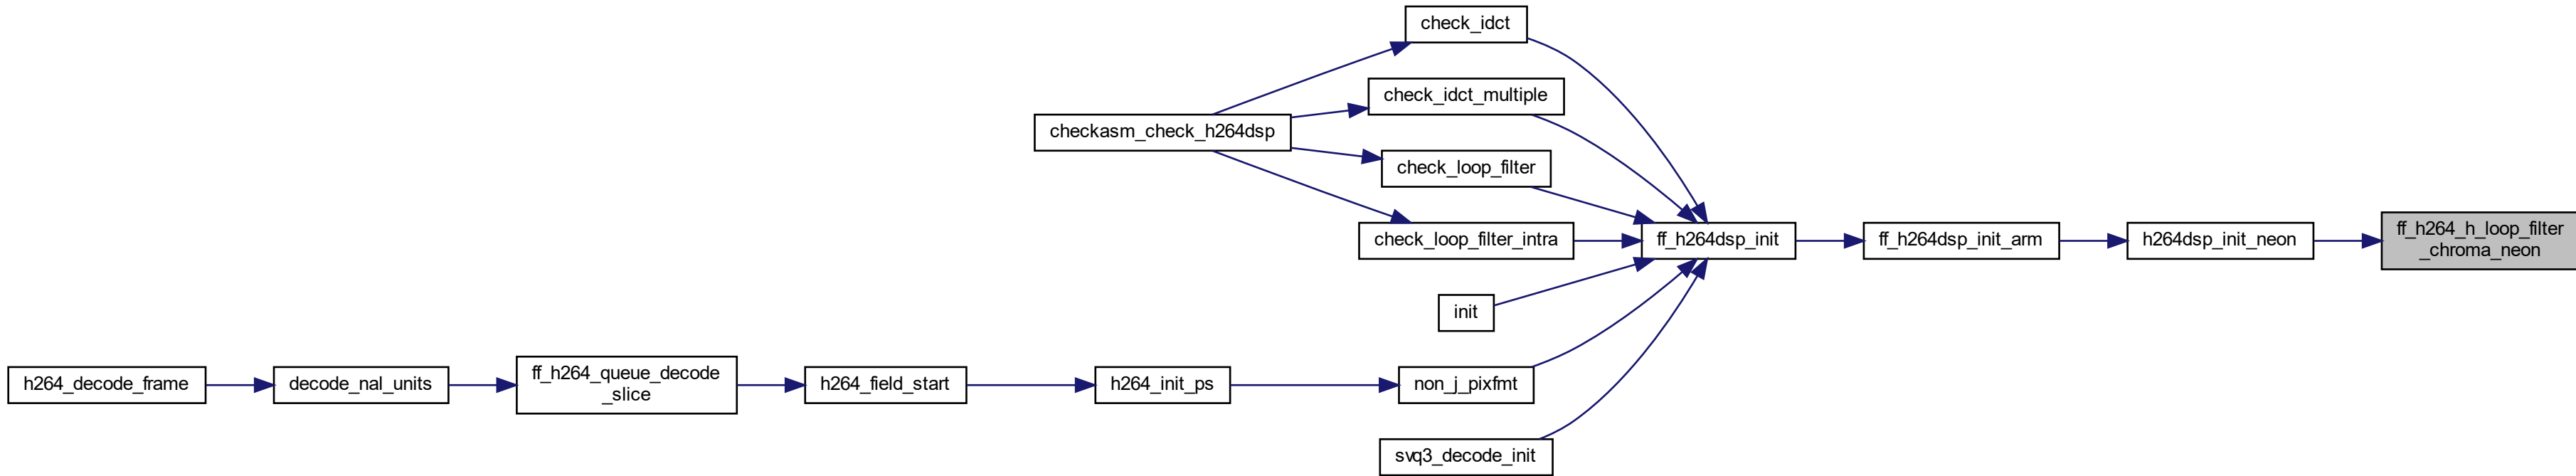 check_idct
check_idct_multiple
checkasm_check_h264dsp
check_loop_filter
check_loop_filter_intra
ff_h264dsp_init
ff_h264dsp_init_arm
h264dsp_init_neon
ff_h264_h_loop_filter
_chroma_neon
init
h264_decode_frame
decode_nal_units
ff_h264_queue_decode
_slice
h264_field_start
h264_init_ps
non_j_pixfmt
svq3_decode_init